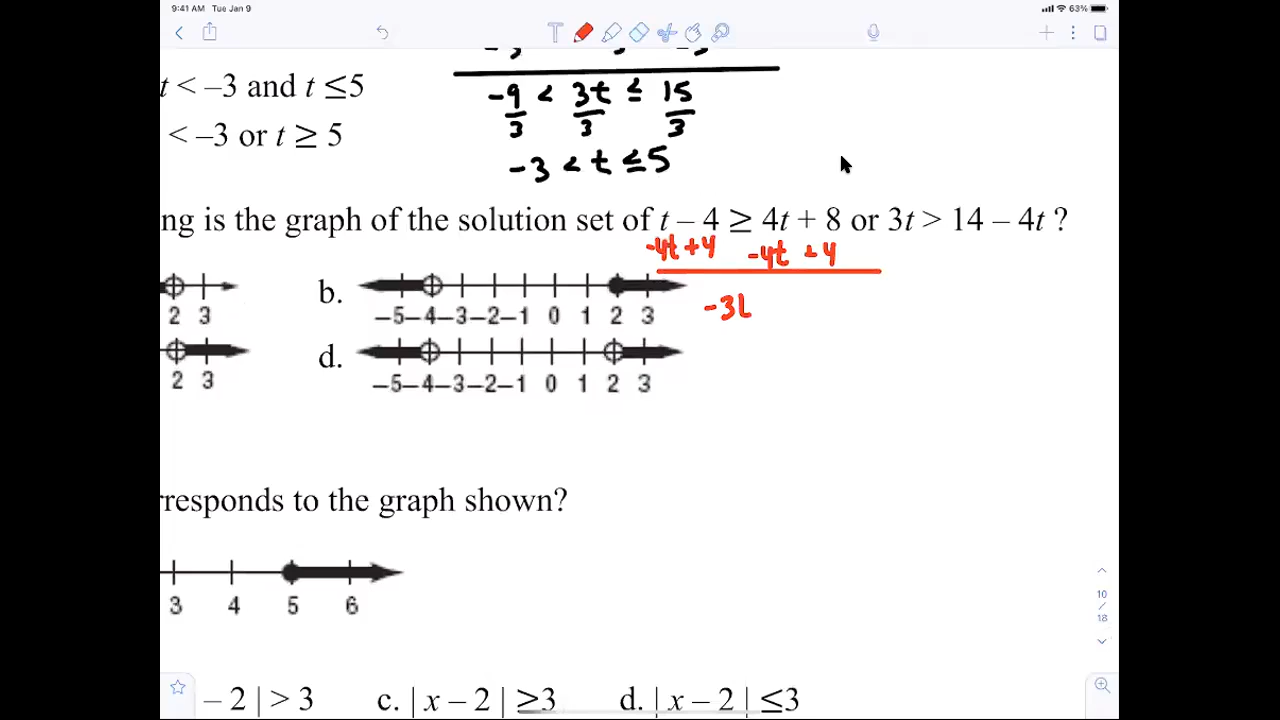 9:41 AM Tue Jan 9
63%
t < –3 and t ≤5
< –3 or t ≥ 5
-9/3 < 3t/3 ≤ 15/3
-3 < t ≤ 5
ng is the graph of the solution set of t – 4 ≥ 4t + 8 or 3t > 14 – 4t ?
-4t +4 -4t +4
-3
2 3
b.
–5–4–3–2–1 0 1 2 3
2 3
d.
–5–4–3–2–1 0 1 2 3
rresponds to the graph shown?
3 4 5 6
10
/
18
– 2 | > 3 c. | x – 2 | ≥3 d. | x – 2 | ≤3